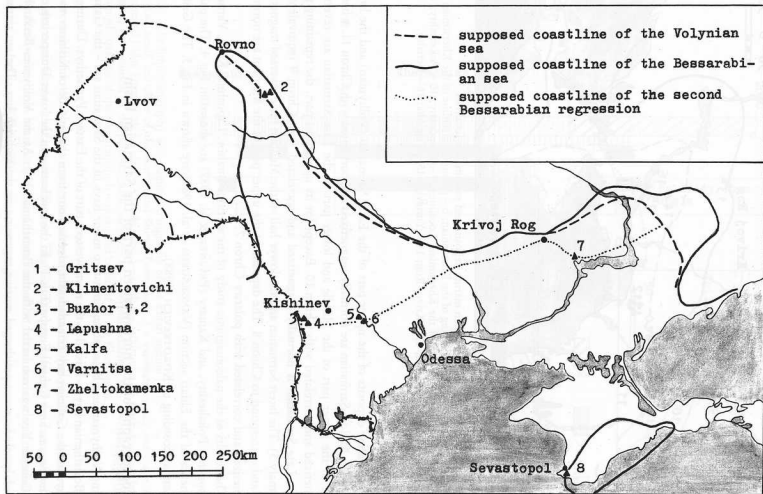 supposed coastline of the Volynian
sea
supposed coastline of the Bessarabi-
an sea
supposed coastline of the second
Bessarabian regression
Rovno
1 2
Lvov
Krivoj Rog
7
1 - Gritsev
2 - Klimentovichi
3 - Buzhor 1,2
4 - Lapushna
5 - Kalfa
6 - Varnitsa
7 - Zheltokamenka
8 - Sevastopol
Kishinev
3 4
5 6
Odessa
50 0 50 100 150 200 250km
Sevastopol
8